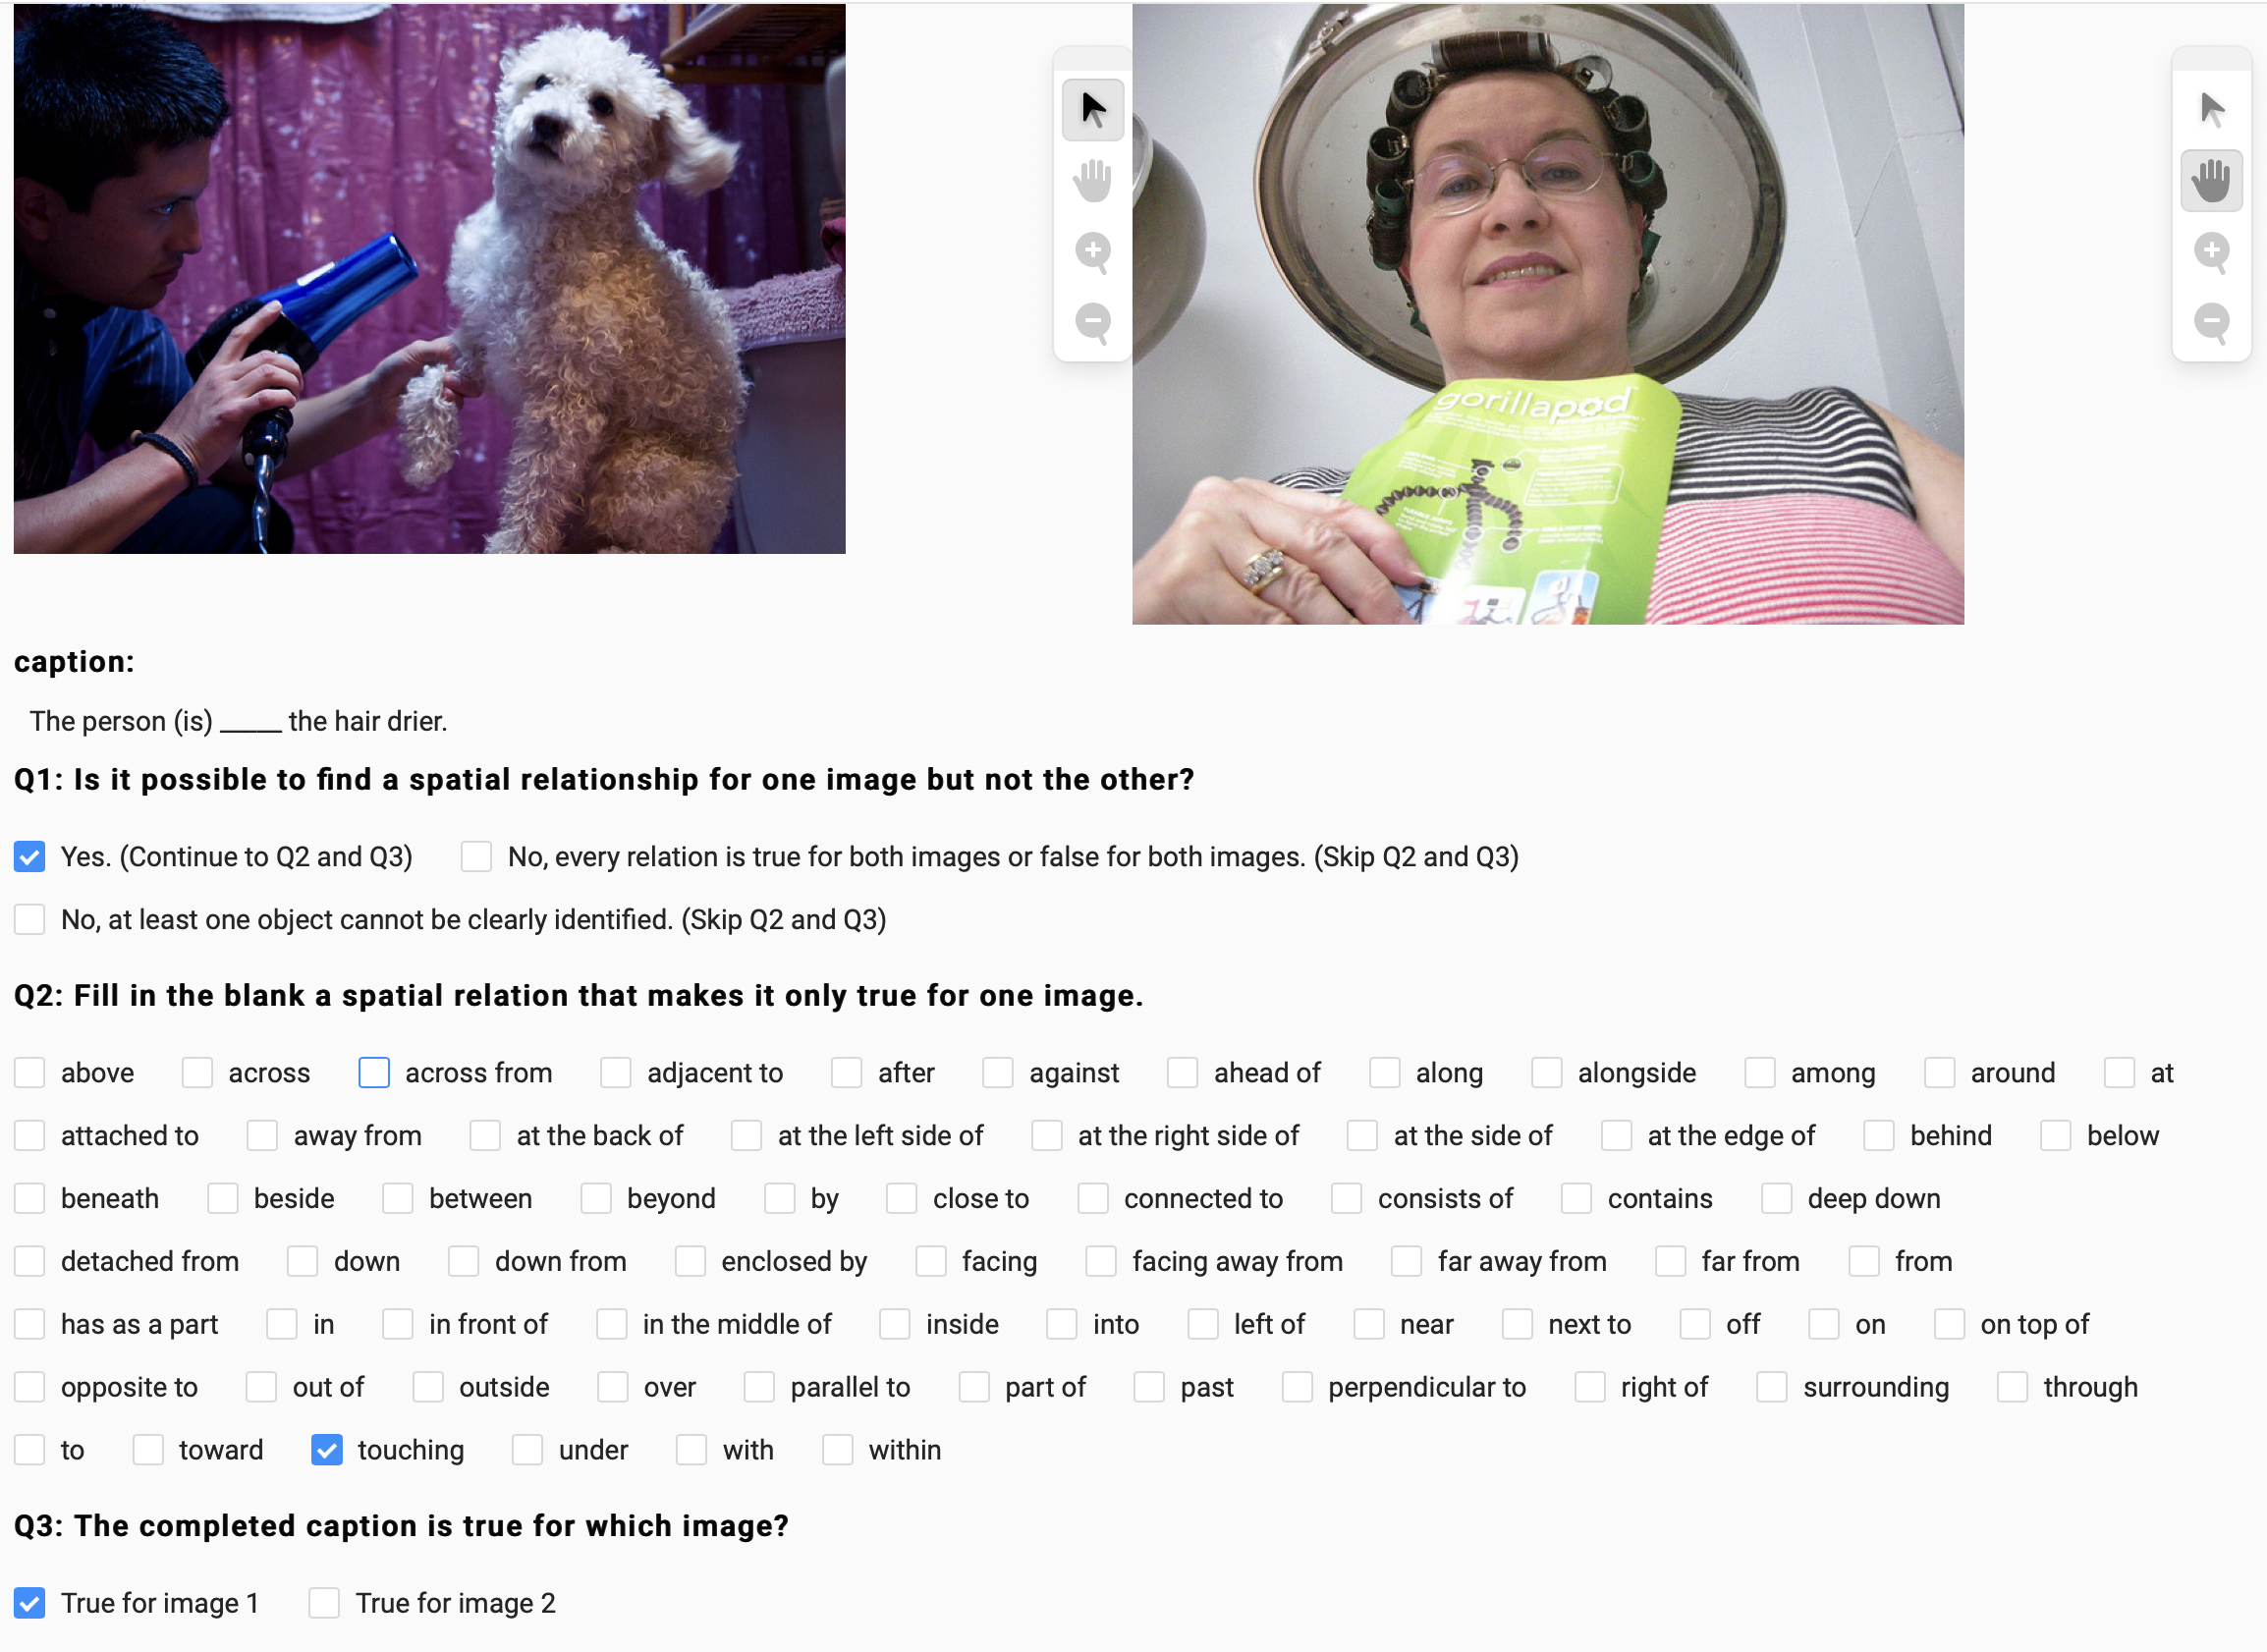 gorillapod
caption:
The person (is) _____ the hair drier.
Q1: Is it possible to find a spatial relationship for one image but not the other?
Yes. (Continue to Q2 and Q3) No, every relation is true for both images or false for both images. (Skip Q2 and Q3)
No, at least one object cannot be clearly identified. (Skip Q2 and Q3)
Q2: Fill in the blank a spatial relation that makes it only true for one image.
above across across from adjacent to after against ahead of along alongside among around at
attached to away from at the back of at the left side of at the right side of at the side of at the edge of behind below
beneath beside between beyond by close to connected to consists of contains deep down
detached from down down from enclosed by facing facing away from far away from far from from
has as a part in in front of in the middle of inside into left of near next to off on on top of
opposite to out of outside over parallel to part of past perpendicular to right of surrounding through
to toward touching under with within
Q3: The completed caption is true for which image?
True for image 1 True for image 2